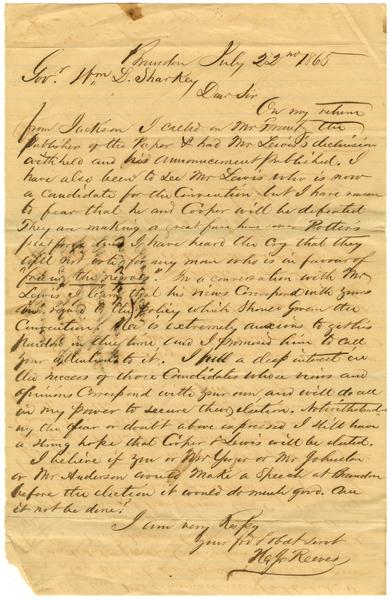 Brandon July 22nd 1865
Govr. Wm D. Sharkey
Dear Sir
On my return
from Jackson I called on Mr the
Publisher of the Paper & had Mr Lewis's declension
withheld and his announcement published. I
have also been to See Mr Lewis who is now
a Candidate for the Convention but I have reason
to fear that he and Cooper will be defeated
They are making a great fuss here over Potter's
and I have heard the Cry that they
will not vote for any man who is in favour of
"freeing the negroes". In a conversation with Mr
Lewis I learn that his views Correspond with yours
in regard to the Policy which should Govern the
Convention. He is extremely anxious to get his
Pardon in due time and I promised him to call
your attention to it. I feel a deep interest in
the success of those Candidates whose views and
opinions Correspond with your own and will do all
in my power to secure their election. Notwithstand-
ing the fear or doubt above expressed I still have
a strong hope that Cooper & Lewis will be elected.
I believe if you or Mr Yerger or Mr Johnston
or Mr Anderson would make a Speech at Brandon
before the election it would do much good. Can
it not be done?
I am very Respy
Your frd & obdt Servt
Reeves